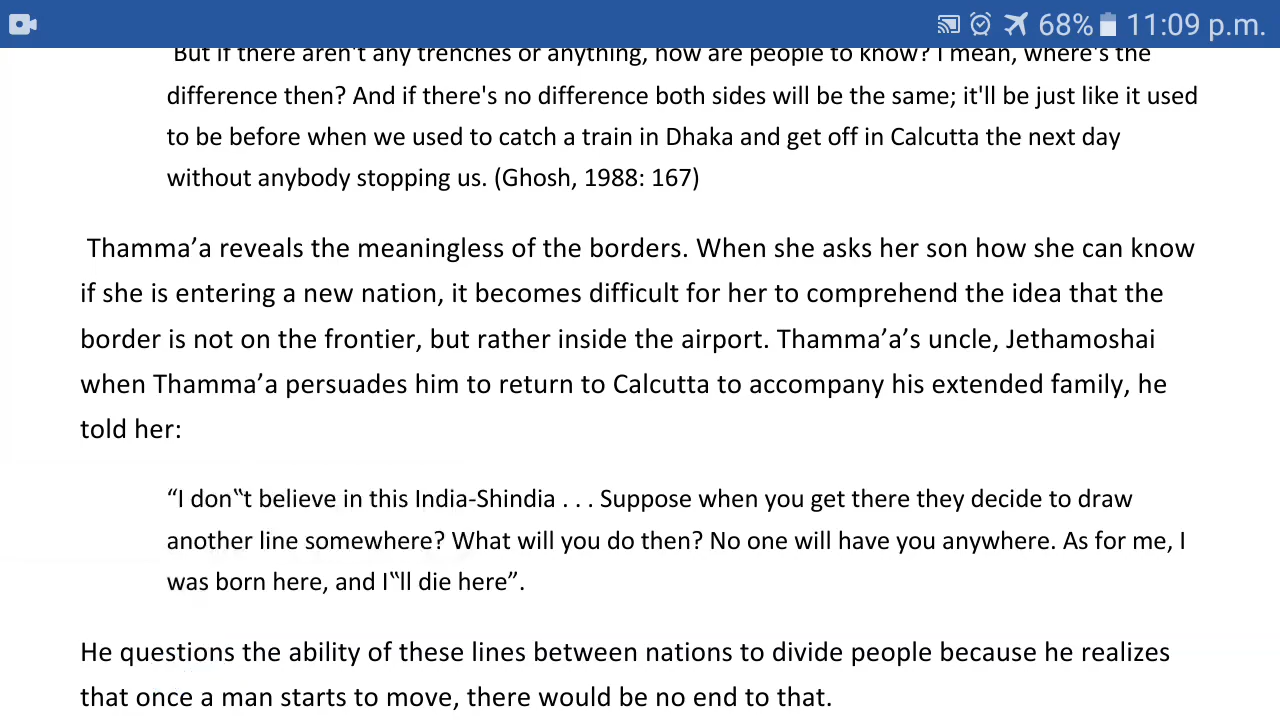 68% 11:09 p.m.
But if there aren't any trenches or anything, how are people to know? I mean, where's the
difference then? And if there's no difference both sides will be the same; it'll be just like it used
to be before when we used to catch a train in Dhaka and get off in Calcutta the next day
without anybody stopping us. (Ghosh, 1988: 167)
Thamma’a reveals the meaningless of the borders. When she asks her son how she can know
if she is entering a new nation, it becomes difficult for her to comprehend the idea that the
border is not on the frontier, but rather inside the airport. Thamma’a’s uncle, Jethamoshai
when Thamma’a persuades him to return to Calcutta to accompany his extended family, he
told her:
“I don‟t believe in this India-Shindia . . . Suppose when you get there they decide to draw
another line somewhere? What will you do then? No one will have you anywhere. As for me, I
was born here, and I‟ll die here”.
He questions the ability of these lines between nations to divide people because he realizes
that once a man starts to move, there would be no end to that.